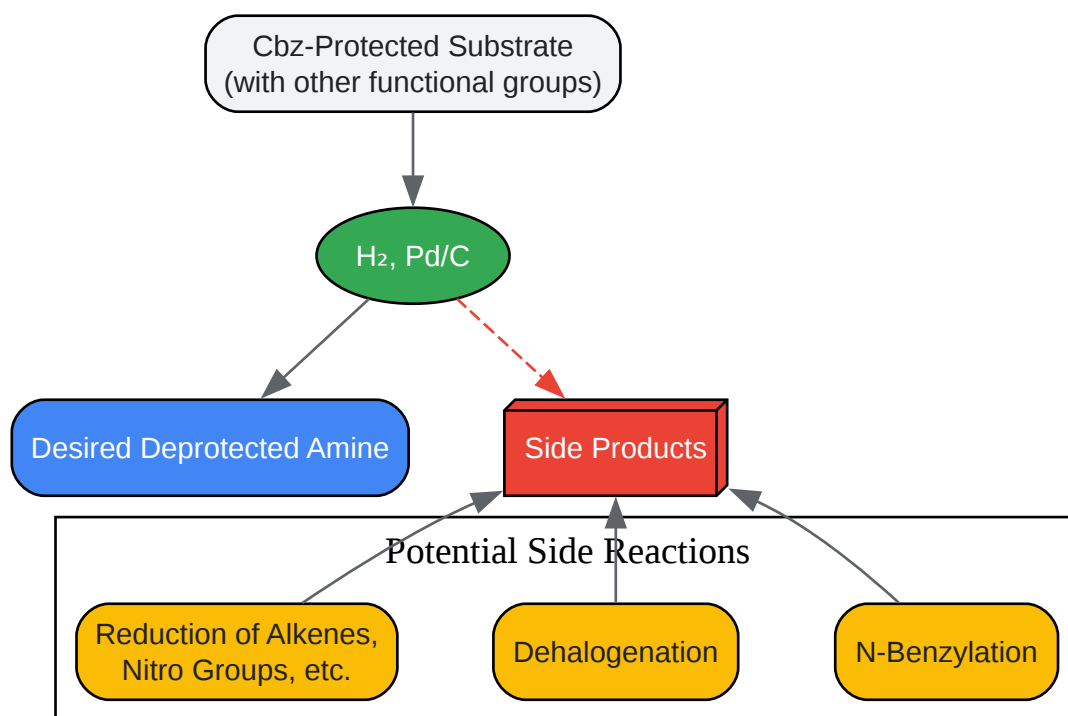 Cbz-Protected Substrate
(with other functional groups)
H₂, Pd/C
Desired Deprotected Amine
Side Products
Potential Side Reactions
Reduction of Alkenes,
Nitro Groups, etc.
Dehalogenation
N-Benzylation